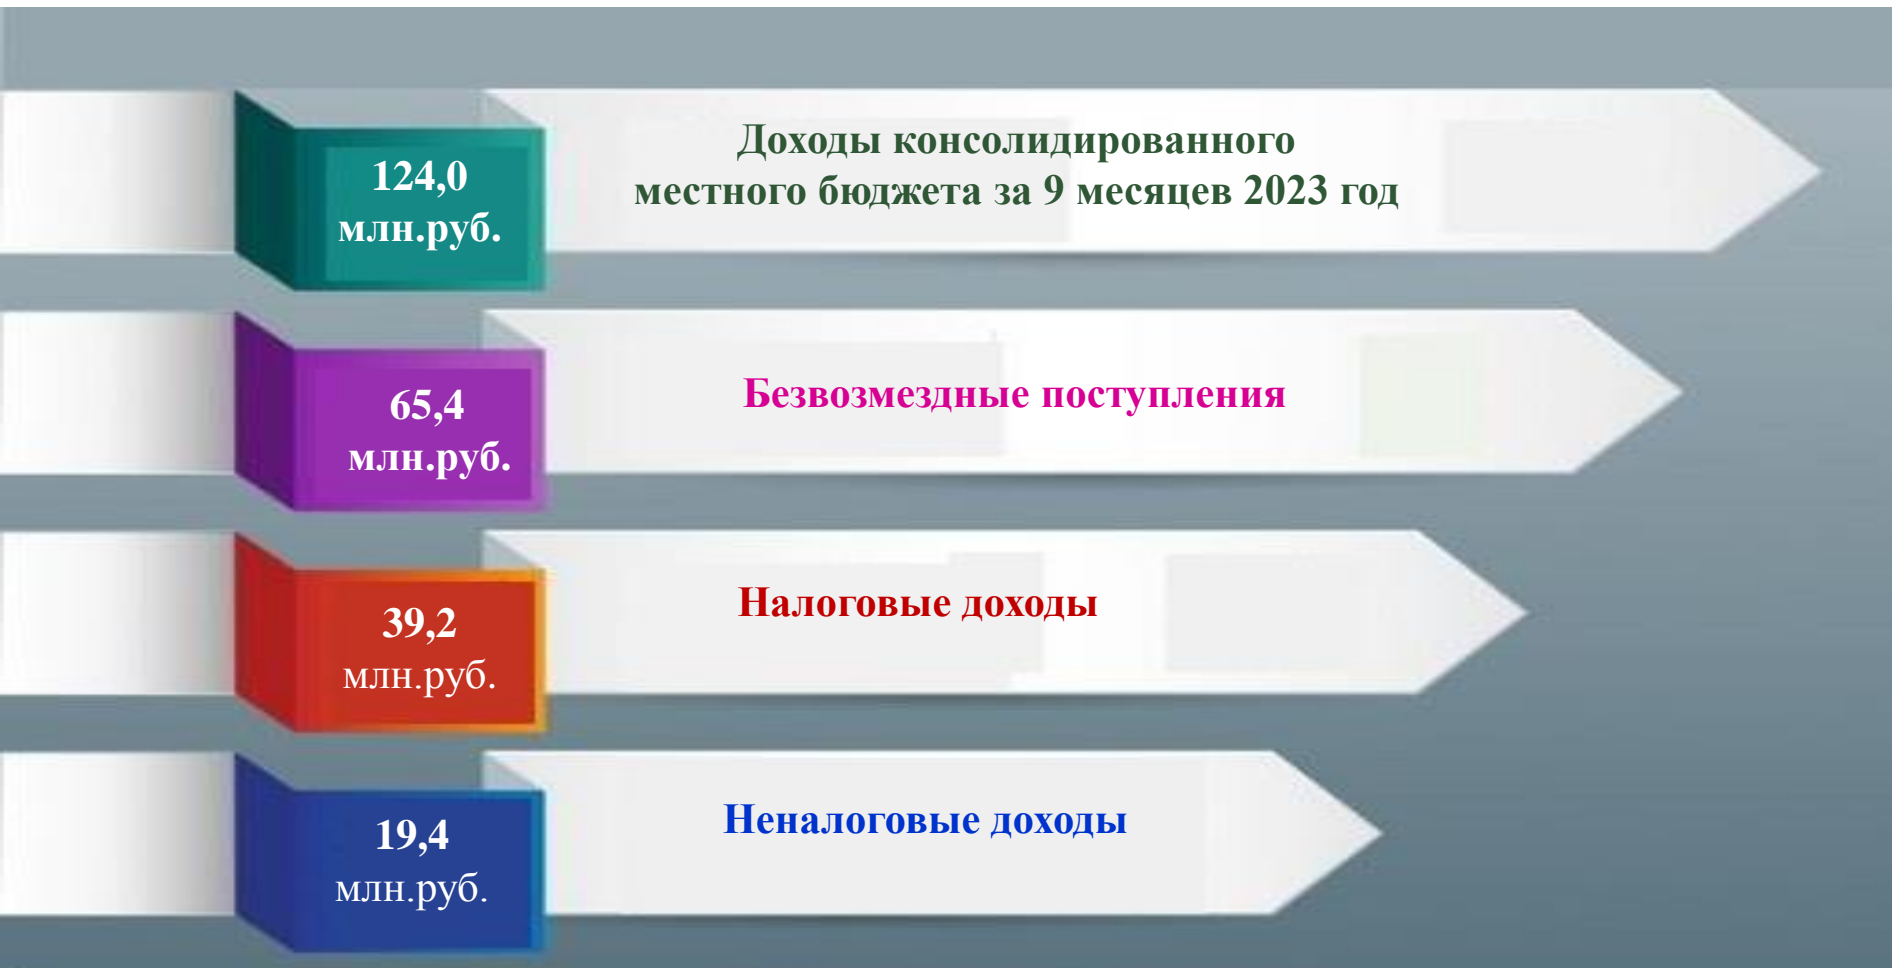 124,0
млн.руб.
Доходы консолидированного
местного бюджета за 9 месяцев 2023 год
65,4
млн.руб.
Безвозмездные поступления
39,2
млн.руб.
Налоговые доходы
19,4
млн.руб.
Неналоговые доходы